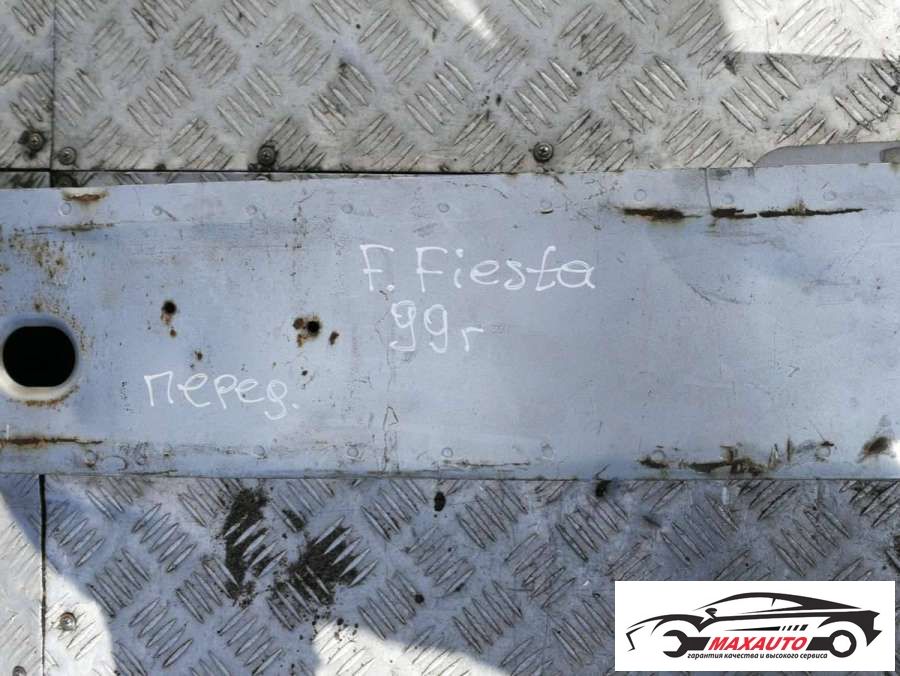 F. Fiesta
99г
перед.
MAXAUTO
гарантия качества и высокого сервиса